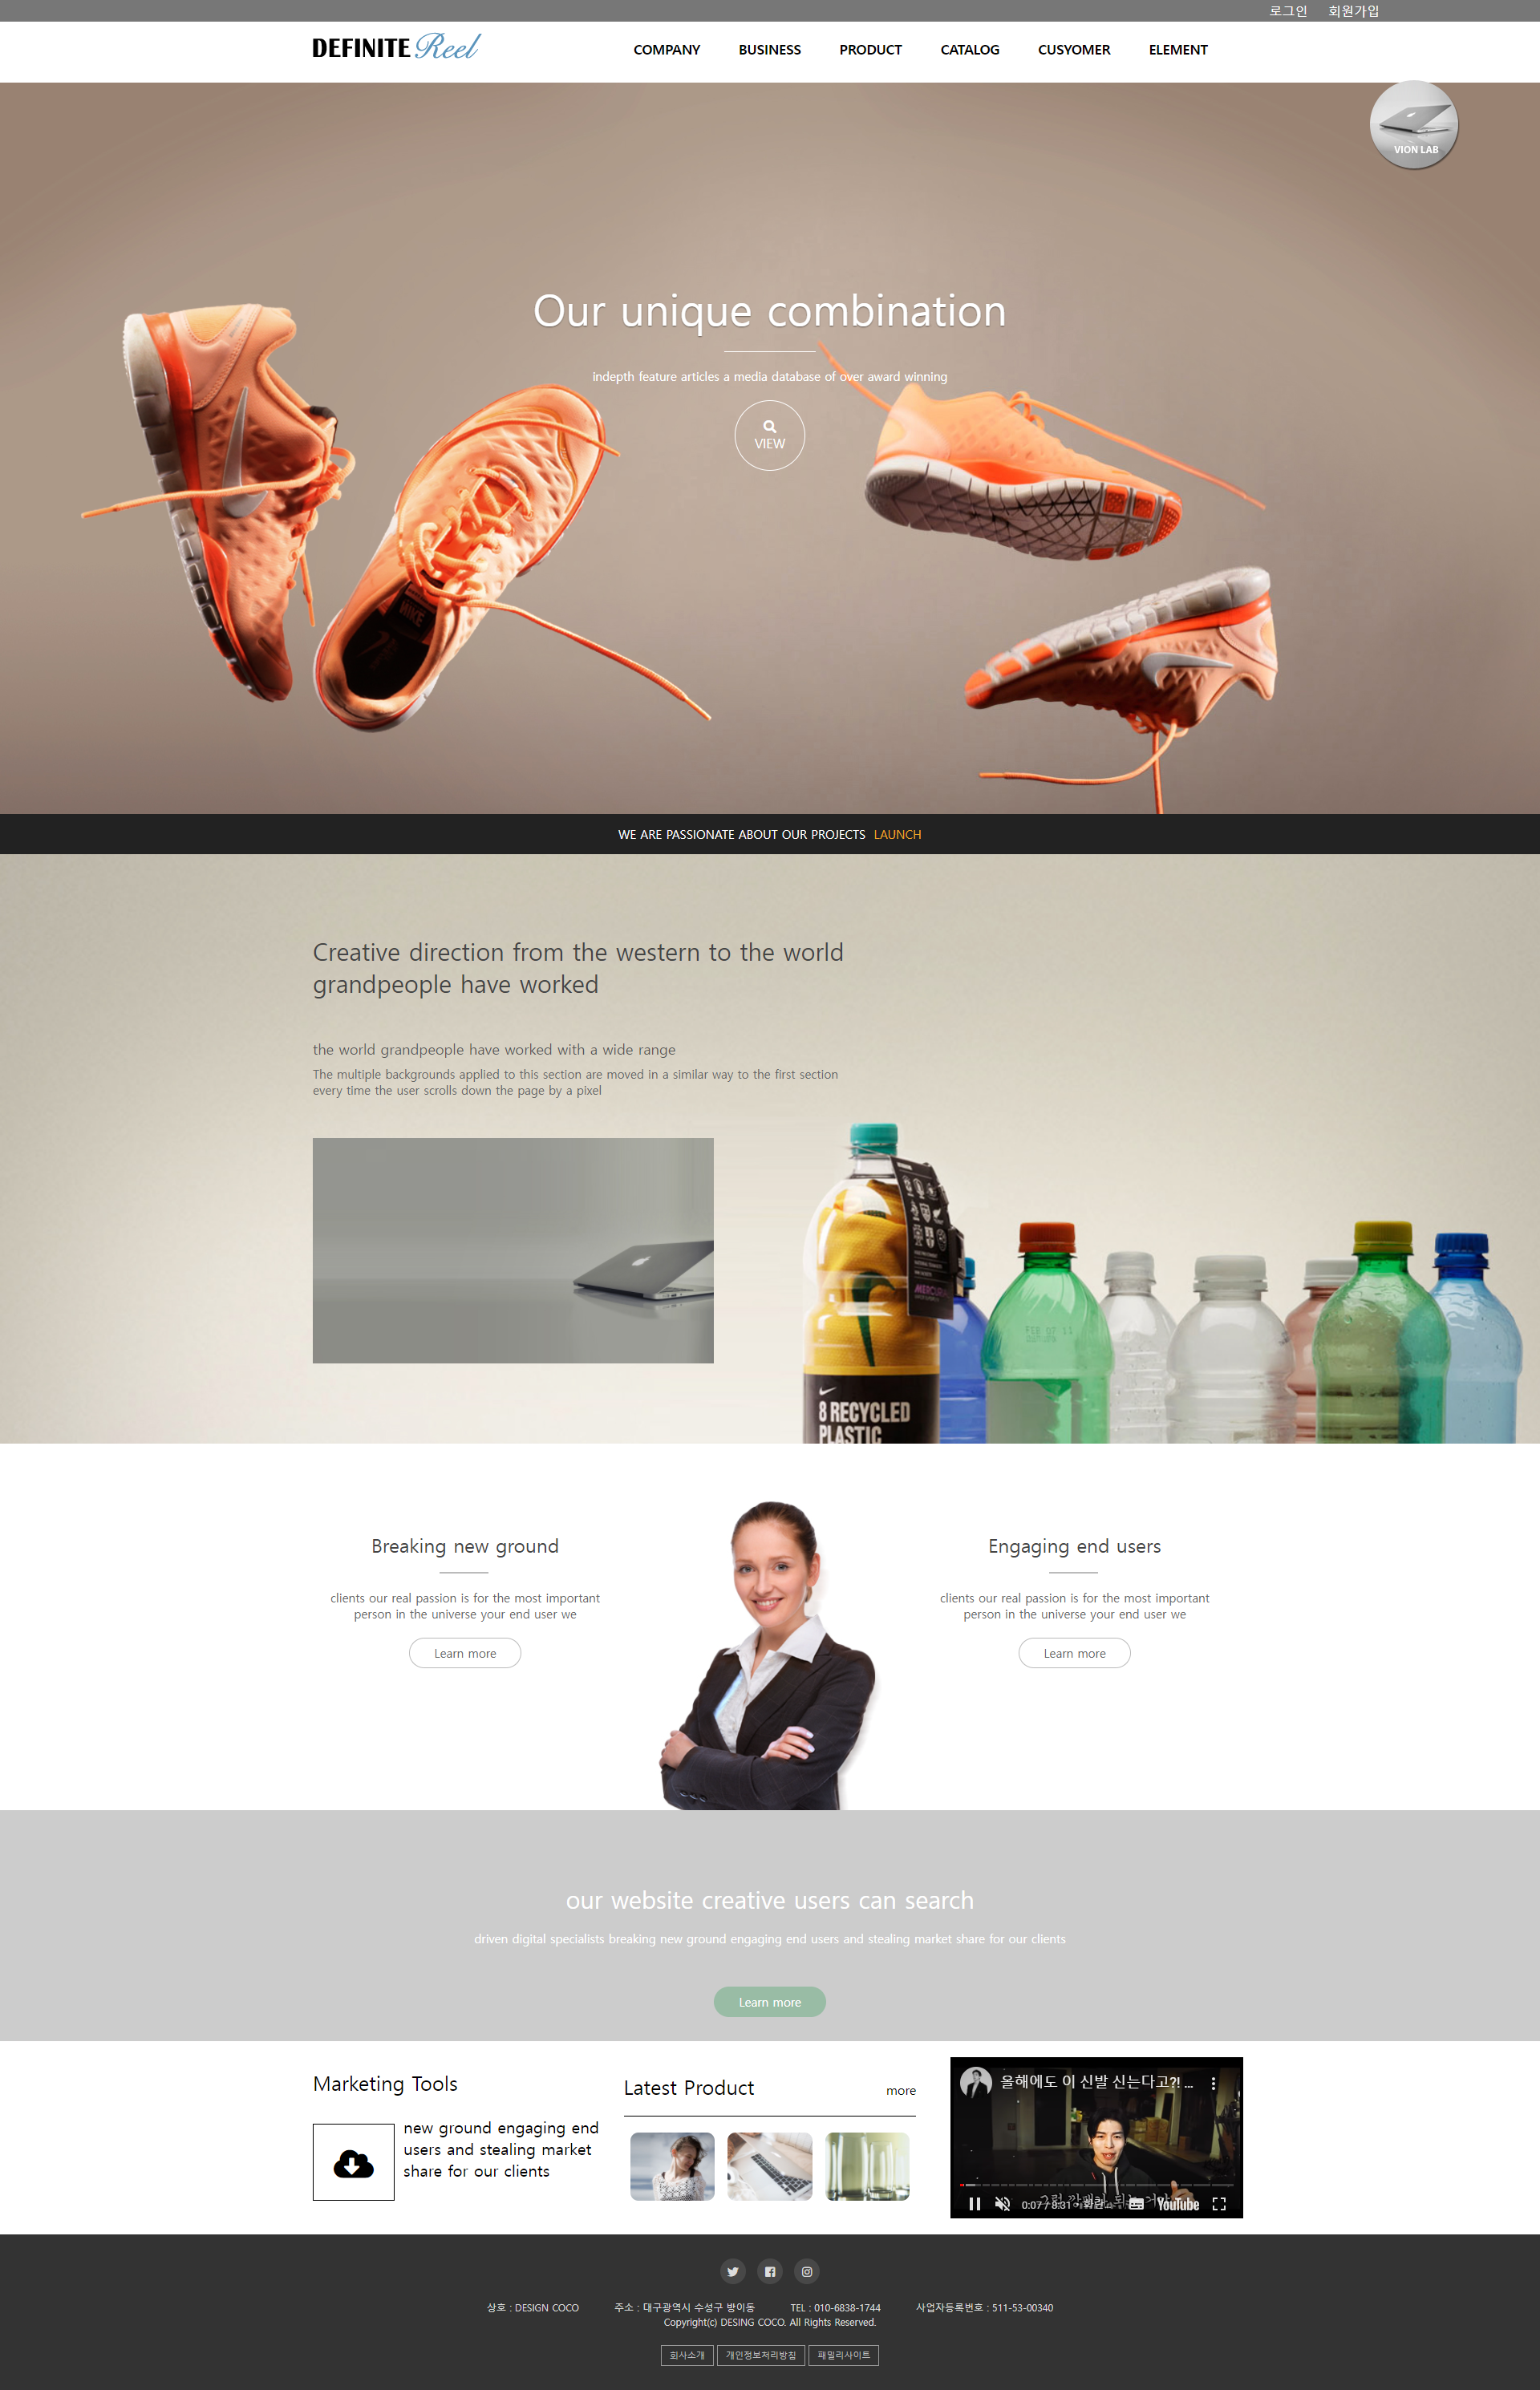 로그인 회원가입
DEFINITE Reel
COMPANY BUSINESS PRODUCT CATALOG CUSYOMER ELEMENT
VION LAB
Our unique combination
indepth feature articles a media database of over award winning
VIEW
NIKE
WE ARE PASSIONATE ABOUT OUR PROJECTS LAUNCH
Creative direction from the western to the world
grandpeople have worked
the world grandpeople have worked with a wide range
The multiple backgrounds applied to this section are moved in a similar way to the first section
every time the user scrolls down the page by a pixel
MERCURIAL
8 RECYCLED
PLASTIC
Breaking new ground
clients our real passion is for the most important
person in the universe your end user we
Learn more
Engaging end users
clients our real passion is for the most important
person in the universe your end user we
Learn more
our website creative users can search
driven digital specialists breaking new ground engaging end users and stealing market share for our clients
Learn more
Marketing Tools
new ground engaging end
users and stealing market
share for our clients
Latest Product more
올해에도 이 신발 신는다고?! ...
0:07 / 8:31
YouTube
상호 : DESIGN COCO 주소 : 대구광역시 수성구 방이동 TEL : 010-6838-1744 사업자등록번호 : 511-53-00340
Copyright(c) DESING COCO. All Rights Reserved.
회사소개 개인정보처리방침 패밀리사이트